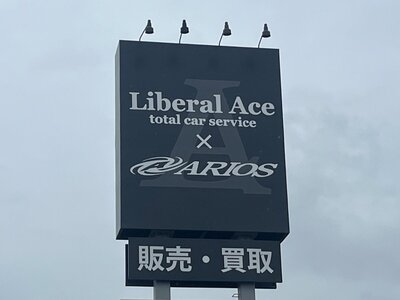 Liberal Ace
total car service
×
ARIOS
販売・買取